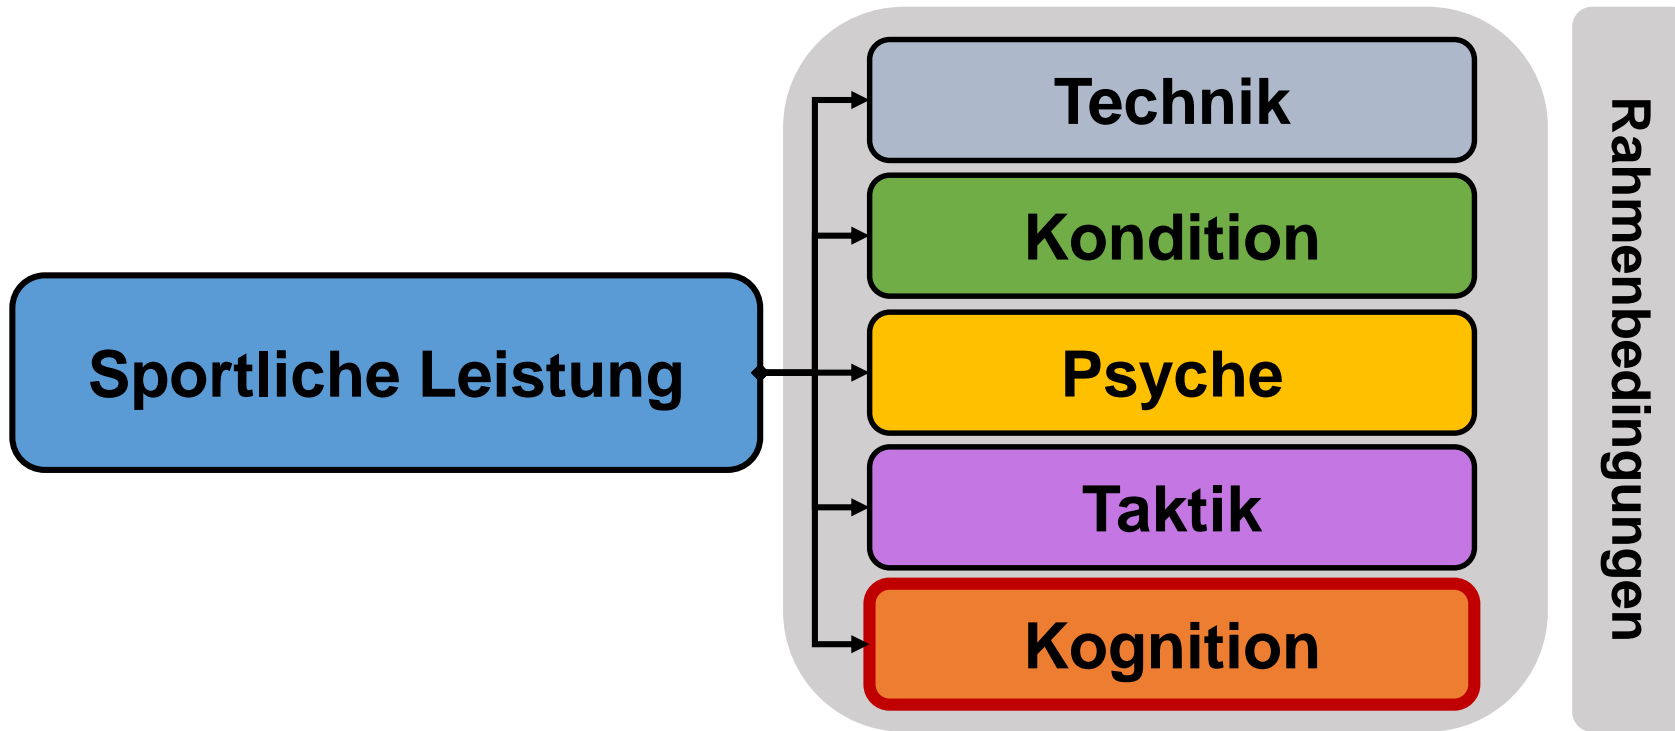 Sportliche Leistung
Technik
Kondition
Psyche
Taktik
Kognition
Rahmenbedingungen